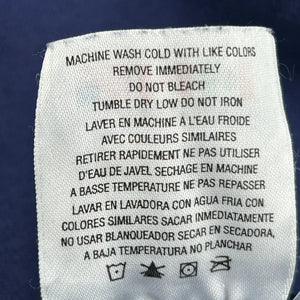 MACHINE WASH COLD WITH LIKE COLORS
REMOVE IMMEDIATELY
DO NOT BLEACH
TUMBLE DRY LOW DO NOT IRON
LAVER EN MACHINE A L'EAU FROIDE
AVEC COULEURS SIMILAIRES
RETIRER RAPIDEMENT NE PAS UTILISER
D'EAU DE JAVEL SECHAGE EN MACHINE
A BASSE TEMPERATURE NE PAS REPASSER
LAVAR EN LAVADORA CON AGUA FRIA CON
COLORES SIMILARES SACAR INMEDIATAMENTE
NO USAR BLANQUEADOR SECAR EN SECADORA,
A BAJA TEMPERATURA NO PLANCHAR